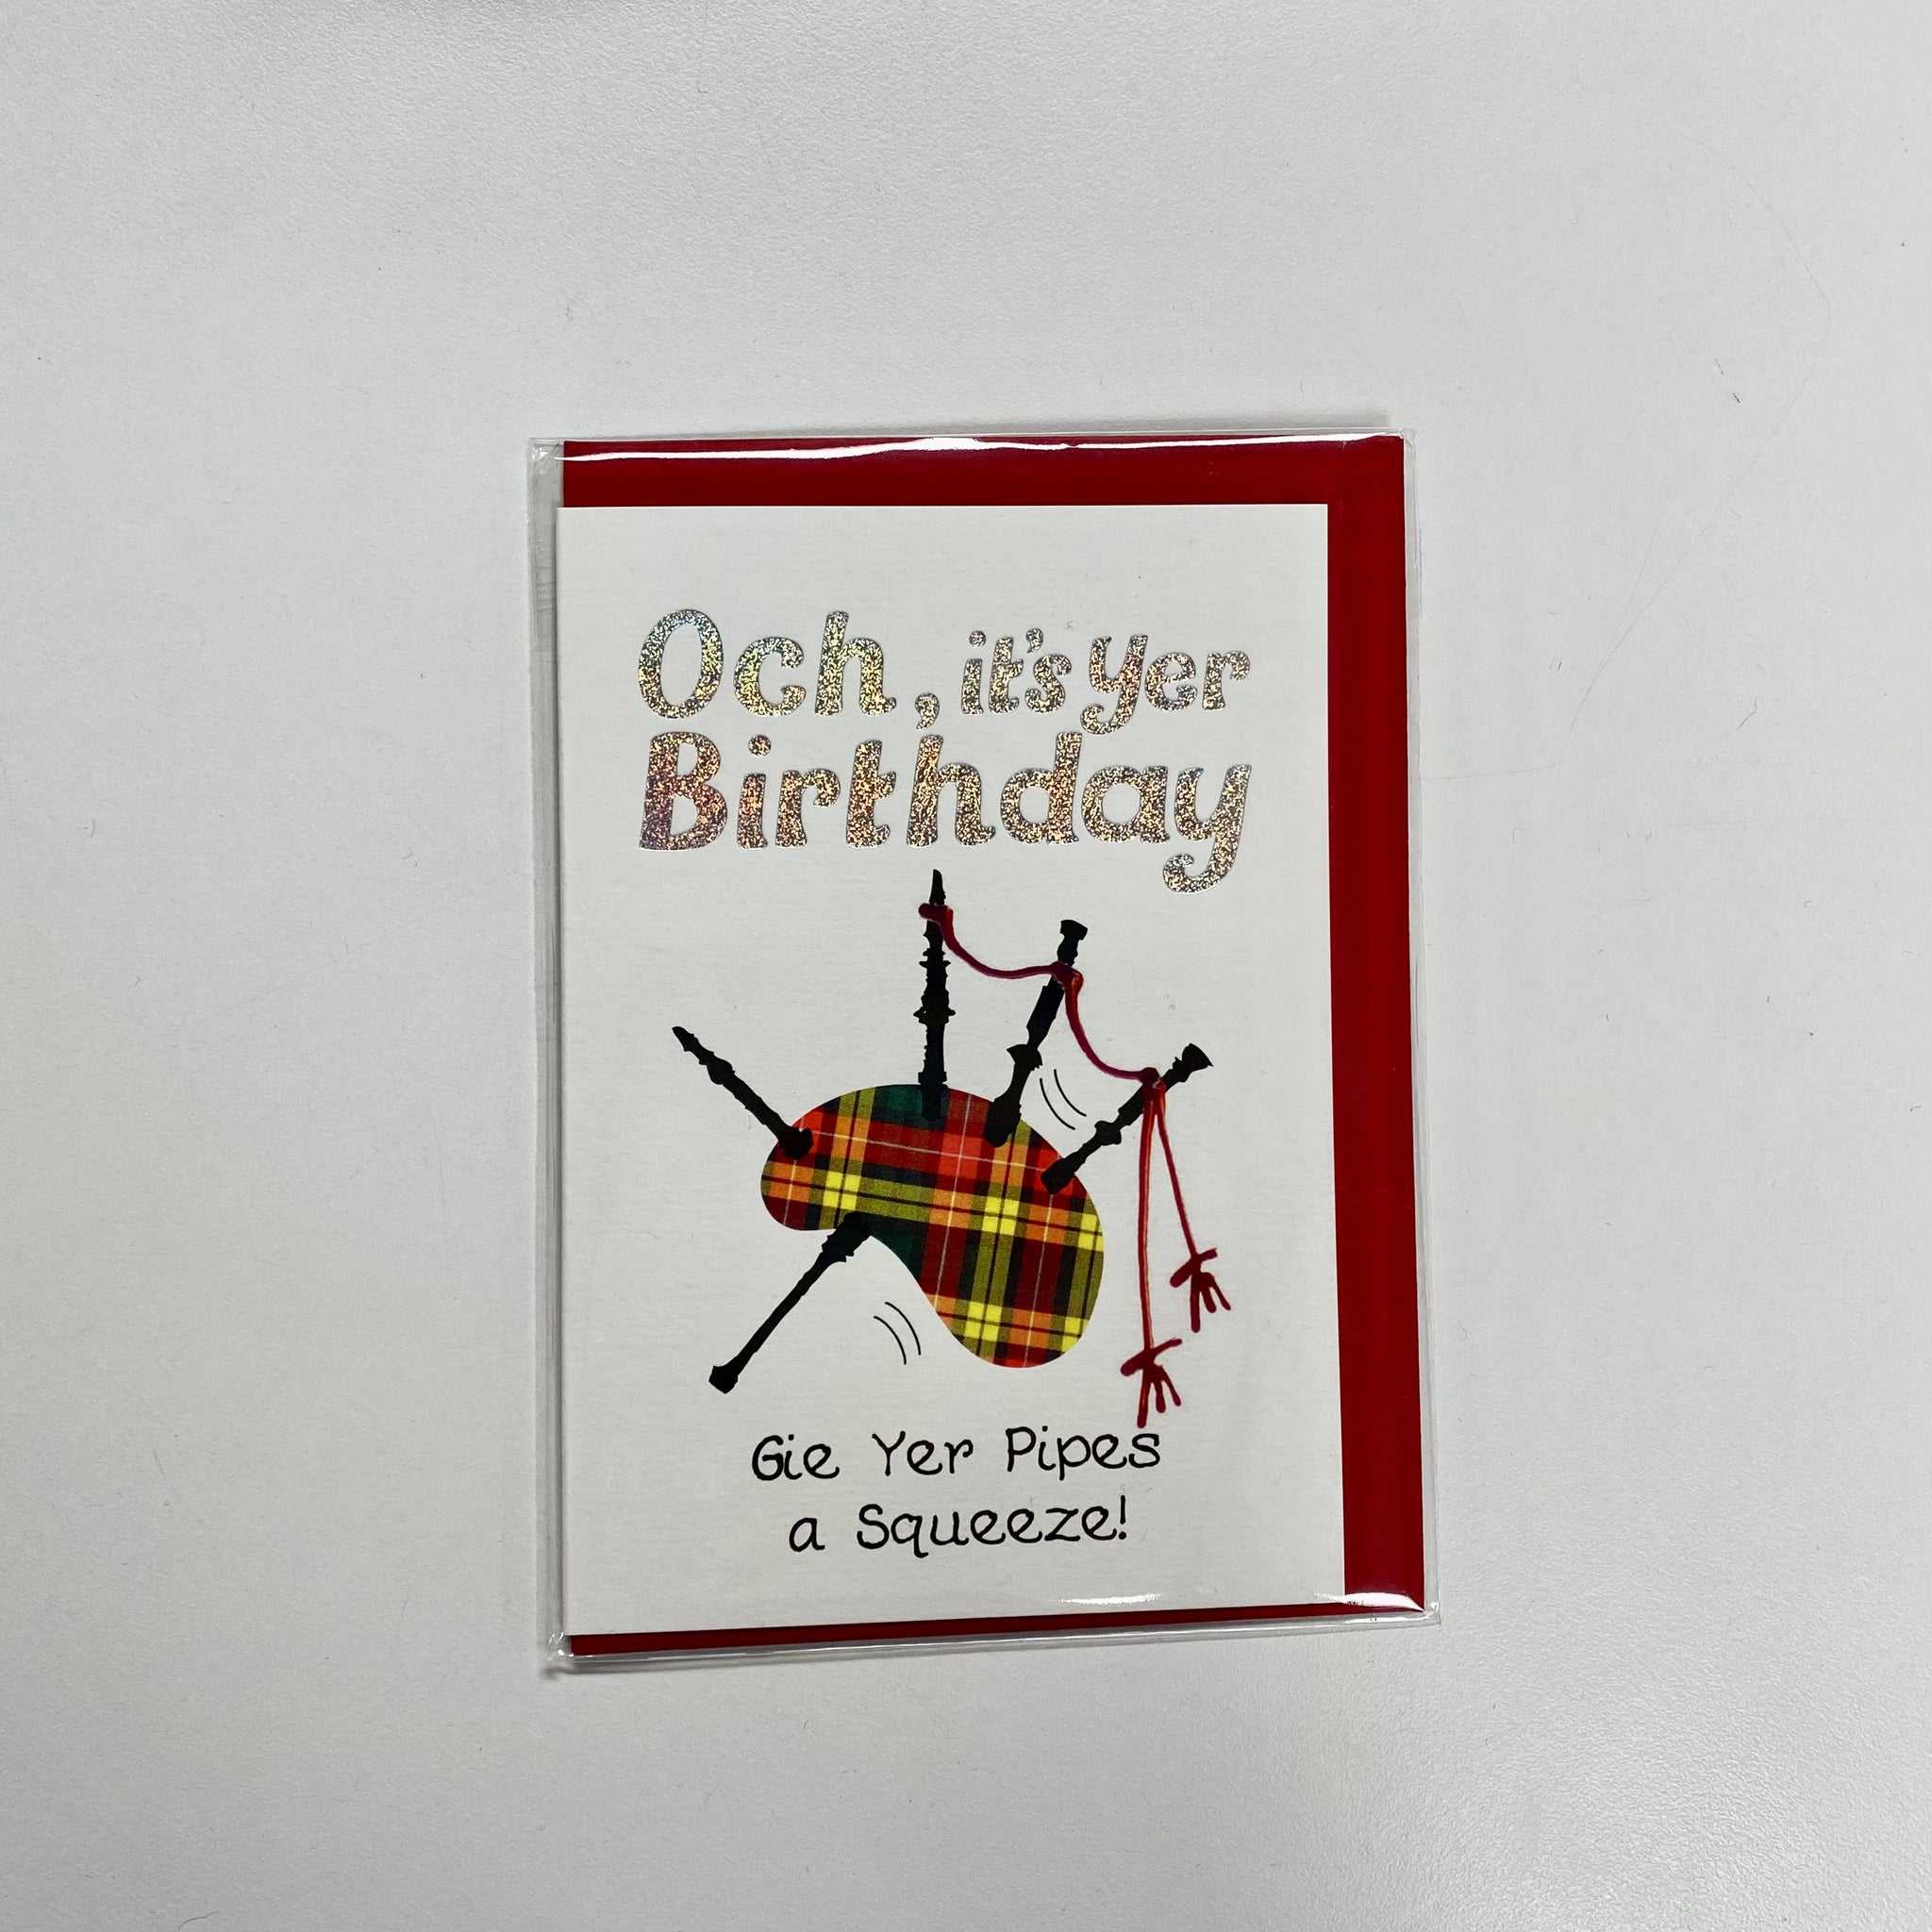 Och, it's yer
Birthday
Gie Yer Pipes
a Squeeze!